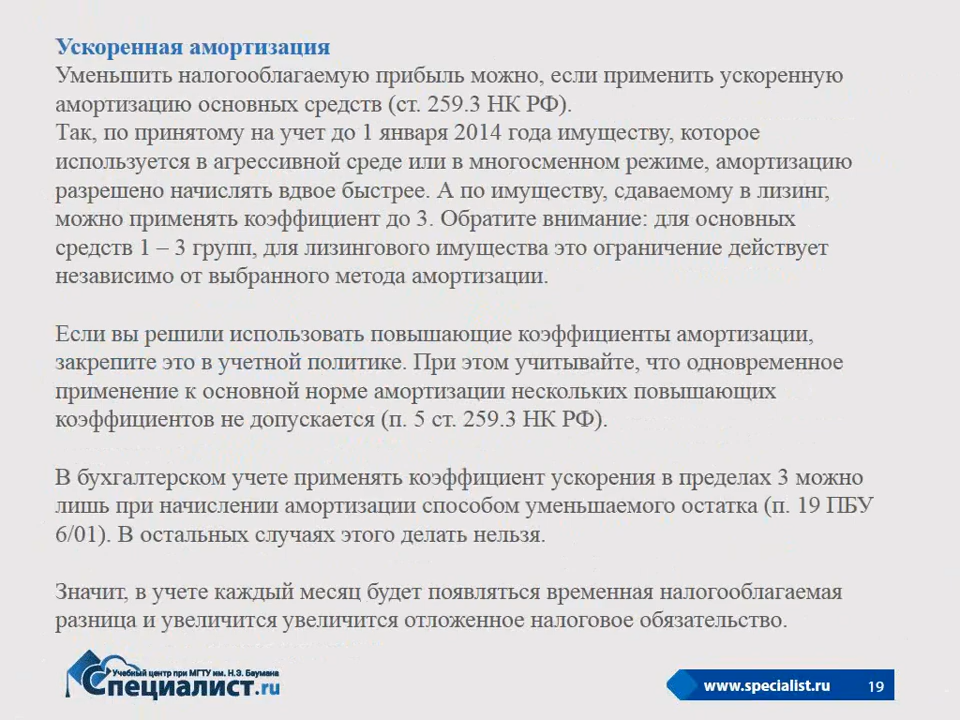 Ускоренная амортизация
Уменьшить налогооблагаемую прибыль можно, если применить ускоренную
амортизацию основных средств (ст. 259.3 НК РФ).
Так, по принятому на учет до 1 января 2014 года имуществу, которое
используется в агрессивной среде или в многосменном режиме, амортизацию
разрешено начислять вдвое быстрее. А по имуществу, сдаваемому в лизинг,
можно применять коэффициент до 3. Обратите внимание: для основных
средств 1 – 3 групп, для лизингового имущества это ограничение действует
независимо от выбранного метода амортизации.
Если вы решили использовать повышающие коэффициенты амортизации,
закрепите это в учетной политике. При этом учитывайте, что одновременное
применение к основной норме амортизации нескольких повышающих
коэффициентов не допускается (п. 5 ст. 259.3 НК РФ).
В бухгалтерском учете применять коэффициент ускорения в пределах 3 можно
лишь при начислении амортизации способом уменьшаемого остатка (п. 19 ПБУ
6/01). В остальных случаях этого делать нельзя.
Значит, в учете каждый месяц будет появляться временная налогооблагаемая
разница и увеличится увеличится отложенное налоговое обязательство.
Учебный центр при МГТУ им. Н.Э. Баумана
Специалист.ru
www.specialist.ru
19